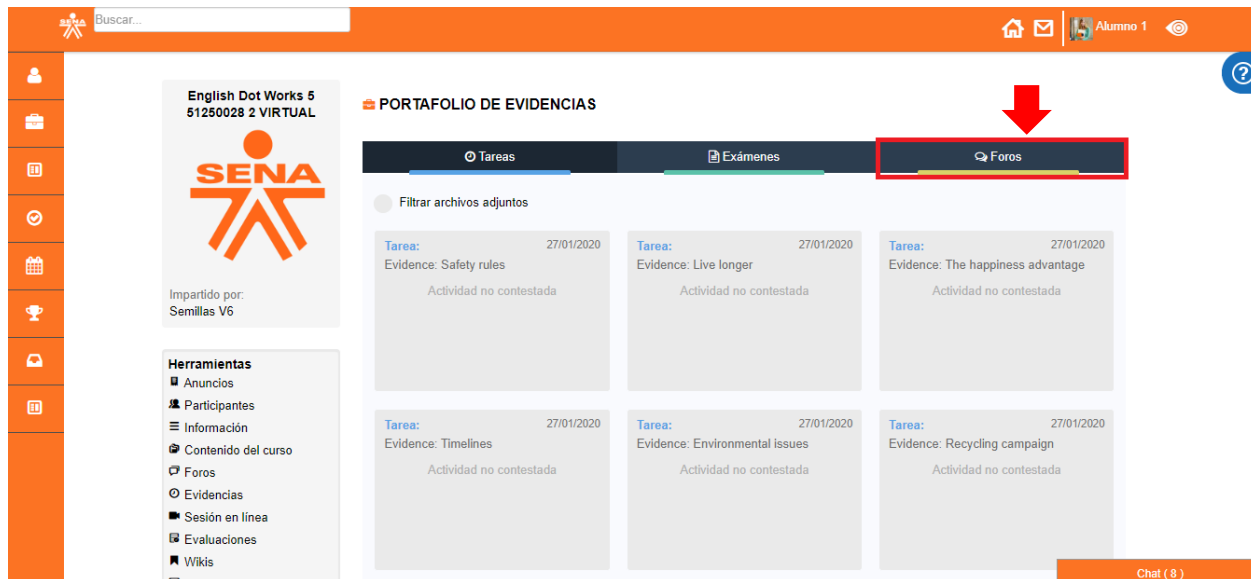 SENA
Buscar...
Alumno 1
English Dot Works 5
51250028 2 VIRTUAL
SENA
Impartido por:
Semillas V6
Herramientas
Anuncios
Participantes
Información
Contenido del curso
Foros
Evidencias
Sesión en línea
Evaluaciones
Wikis
PORTAFOLIO DE EVIDENCIAS
Tareas
Exámenes
Foros
Filtrar archivos adjuntos
Tarea: 27/01/2020
Evidence: Safety rules
Actividad no contestada
Tarea: 27/01/2020
Evidence: Live longer
Actividad no contestada
Tarea: 27/01/2020
Evidence: The happiness advantage
Actividad no contestada
Tarea: 27/01/2020
Evidence: Timelines
Actividad no contestada
Tarea: 27/01/2020
Evidence: Environmental issues
Actividad no contestada
Tarea: 27/01/2020
Evidence: Recycling campaign
Actividad no contestada
?
Chat ( 8 )